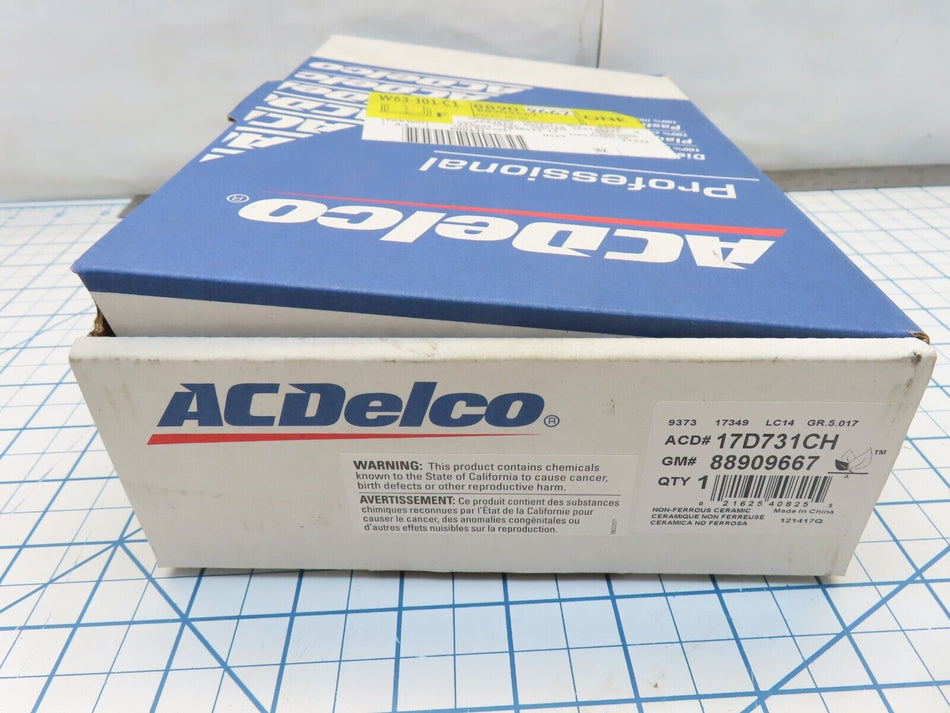 ACDelco
ACDelco
W63-101-C1
ONE
Professional
ACDelco®
ACDelco®
WARNING: This product contains chemicals
known to the State of California to cause cancer,
birth defects or other reproductive harm.
AVERTISSEMENT: Ce produit contient des substances
chimiques reconnues par l'État de la Californie pour
causer le cancer, des anomalies congénitales ou
d'autres effets nuisibles sur la reproduction.
9373 17349 LC14 GR.5.017
ACD# 17D731CH
GM# 88909667
QTY 1
0 21625 40825 5
NON-FERROUS CERAMIC Made In China
CERAMIQUE NON FERREUSE
CERAMICA NO FERROSA 121417Q
TM
A